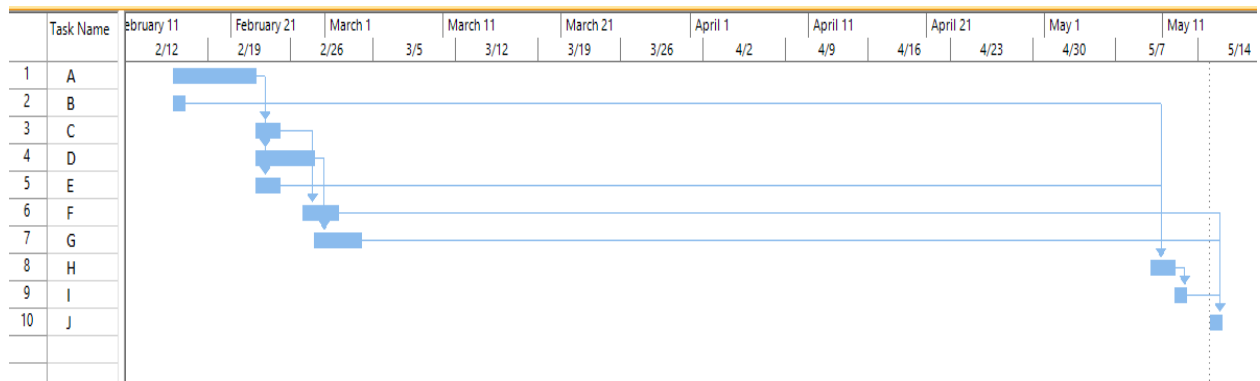 Task Name ebruary 11 February 21 March 1 March 11 March 21 April 1 April 11 April 21 May 1 May 11
2/12 2/19 2/26 3/5 3/12 3/19 3/26 4/2 4/9 4/16 4/23 4/30 5/7 5/14
1 A
2 B
3 C
4 D
5 E
6 F
7 G
8 H
9 I
10 J